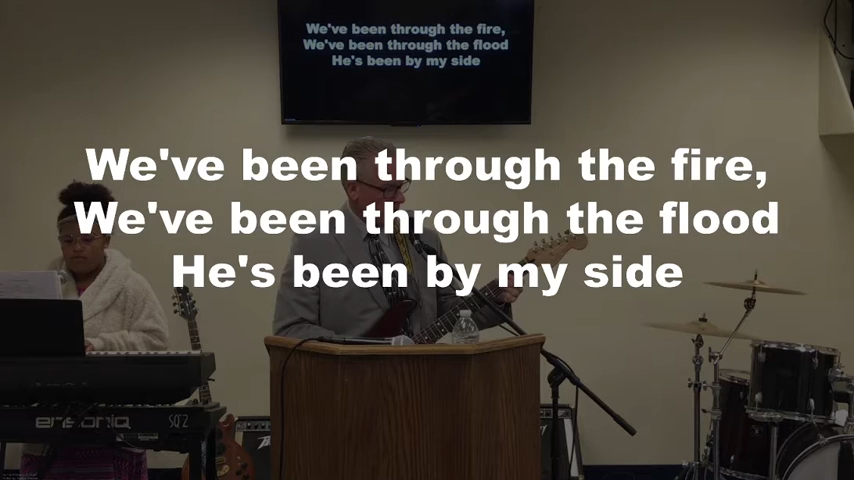 We've been through the fire,
We've been through the flood
He's been by my side
We've been through the fire,
We've been through the flood
He's been by my side
ensoniq SQ2